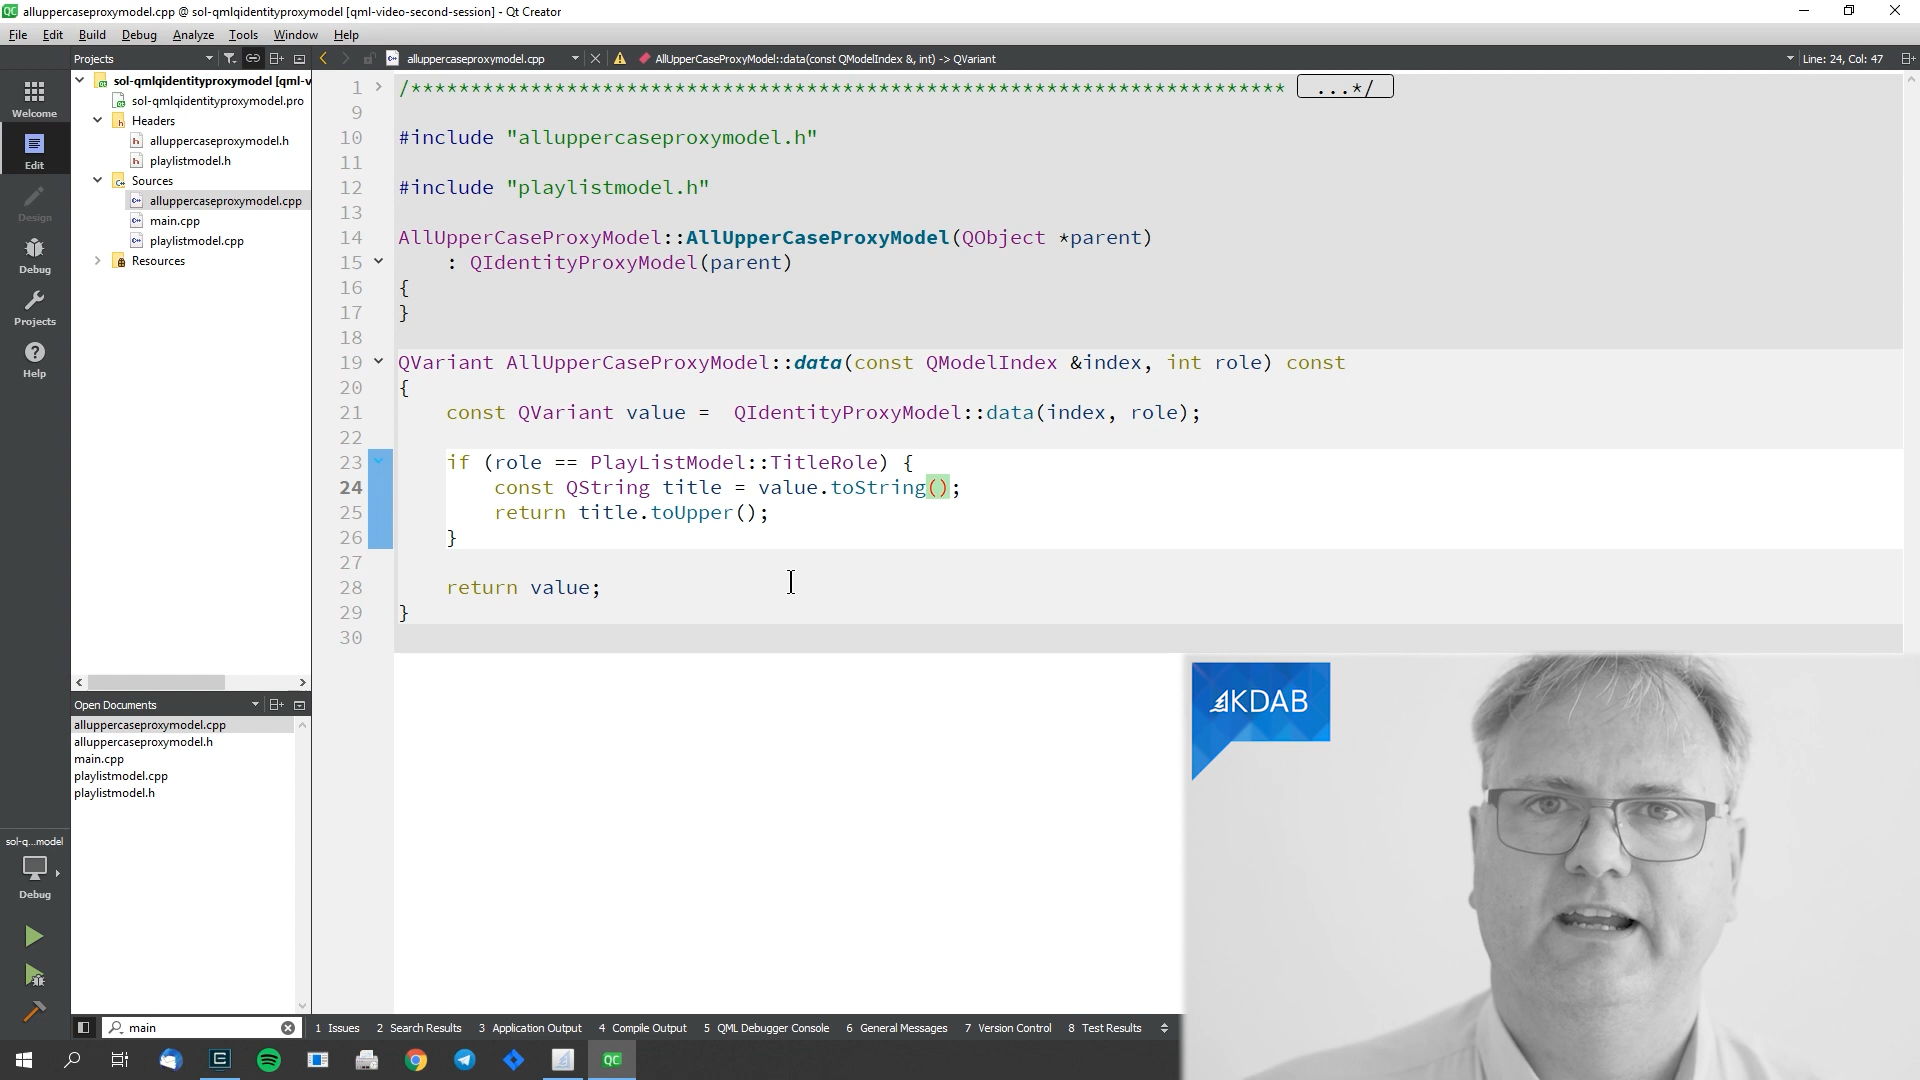 alluppercaseproxymodel.cpp @ sol-qmlqidentityproxymodel [qml-video-second-session] - Qt Creator
File Edit Build Debug Analyze Tools Window Help
Projects
alluppercaseproxymodel.cpp
AllUpperCaseProxyModel::data(const QModelIndex &, int) -> QVariant
Line: 24, Col: 47
Welcome
Edit
Design
Debug
Projects
Help
sol-qmlqidentityproxymodel [qml-v
sol-qmlqidentityproxymodel.pro
Headers
alluppercaseproxymodel.h
playlistmodel.h
Sources
alluppercaseproxymodel.cpp
main.cpp
playlistmodel.cpp
Resources
1 /************************************************************************* ...*/
9
10 #include "alluppercaseproxymodel.h"
11
12 #include "playlistmodel.h"
13
14 AllUpperCaseProxyModel::AllUpperCaseProxyModel(QObject *parent)
15 : QIdentityProxyModel(parent)
16 {
17 }
18
19 QVariant AllUpperCaseProxyModel::data(const QModelIndex &index, int role) const
20 {
21 const QVariant value =  QIdentityProxyModel::data(index, role);
22
23 if (role == PlayListModel::TitleRole) {
24 const QString title = value.toString();
25 return title.toUpper();
26 }
27
28 return value;
29 }
30
Open Documents
alluppercaseproxymodel.cpp
alluppercaseproxymodel.h
main.cpp
playlistmodel.cpp
playlistmodel.h
sol-q...model
Debug
main
1 Issues 2 Search Results 3 Application Output 4 Compile Output 5 QML Debugger Console 6 General Messages 7 Version Control 8 Test Results
KDAB
QC